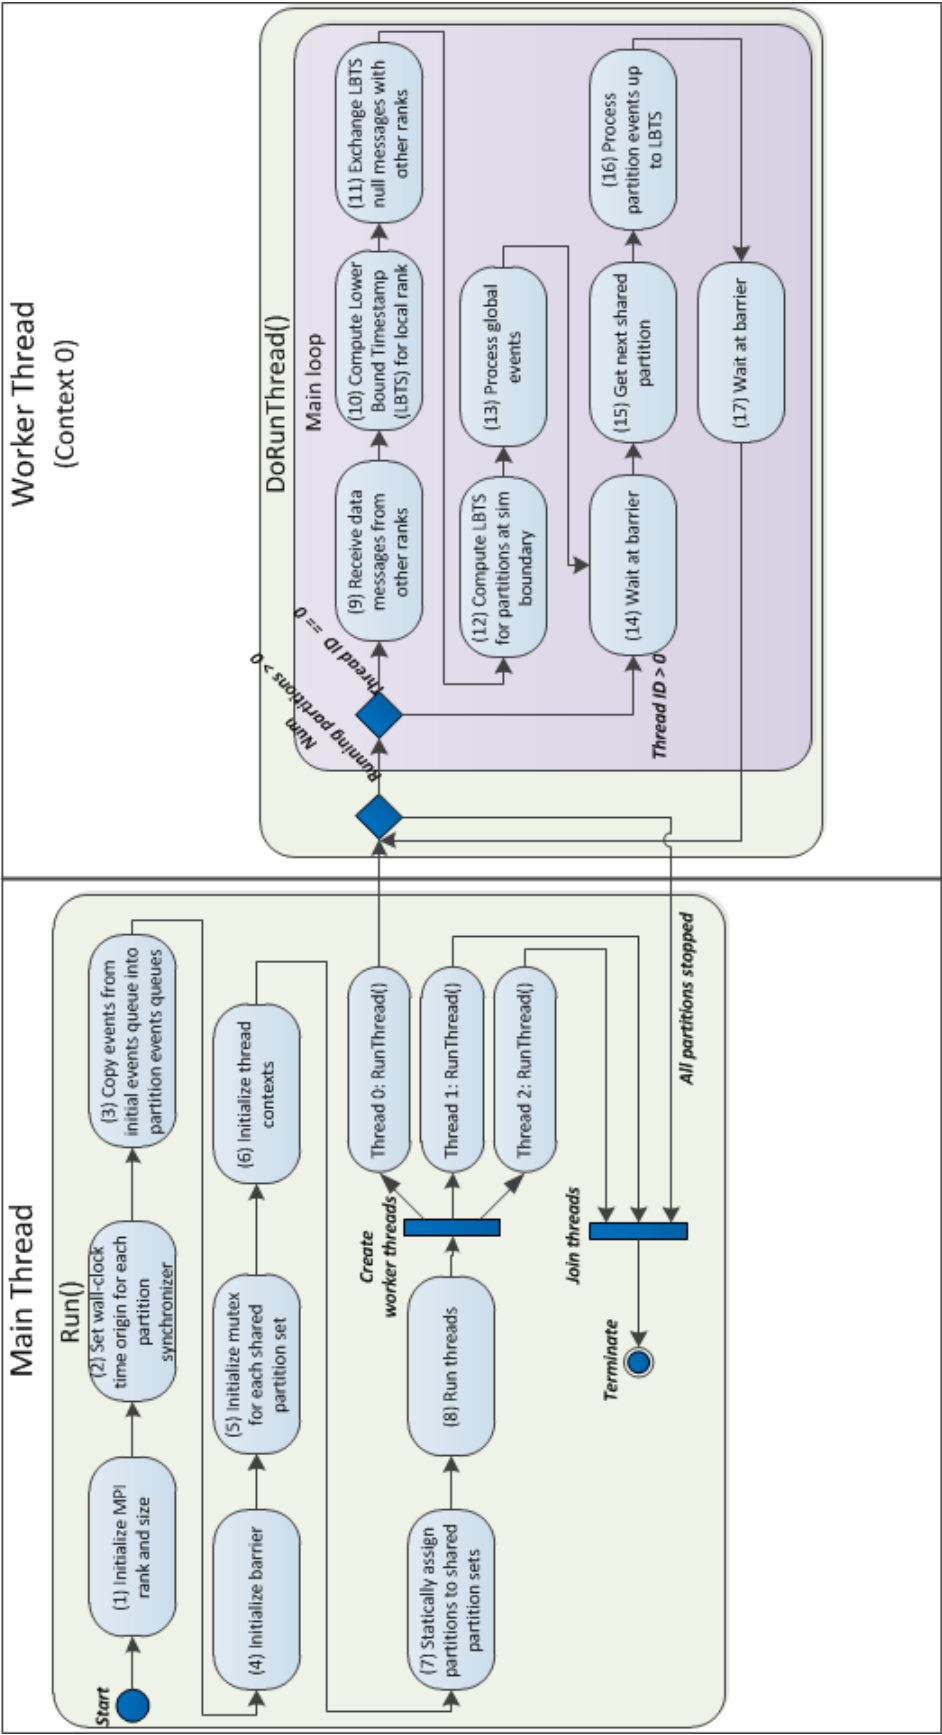 Main Thread
Run()
Start
(1) Initialize MPI
rank and size
(2) Set wall-clock
time origin for each
partition
synchronizer
(3) Copy events from
initial events queue into
partition events queues
(4) Initialize barrier
(5) Initialize mutex
for each shared
partition set
(6) Initialize thread
contexts
(7) Statically assign
partitions to shared
partition sets
(8) Run threads
Create
worker threads
Thread 0: RunThread()
Thread 1: RunThread()
Thread 2: RunThread()
Join threads
Terminate
All partitions stopped
Worker Thread
(Context 0)
DoRunThread()
Main loop
Num
Running partitions > 0
Thread ID == 0
Thread ID > 0
(9) Receive data
messages from
other ranks
(10) Compute Lower
Bound Timestamp
(LBTS) for local rank
(11) Exchange LBTS
null messages with
other ranks
(12) Compute LBTS
for partitions at sim
boundary
(13) Process global
events
(14) Wait at barrier
(15) Get next shared
partition
(16) Process
partition events up
to LBTS
(17) Wait at barrier